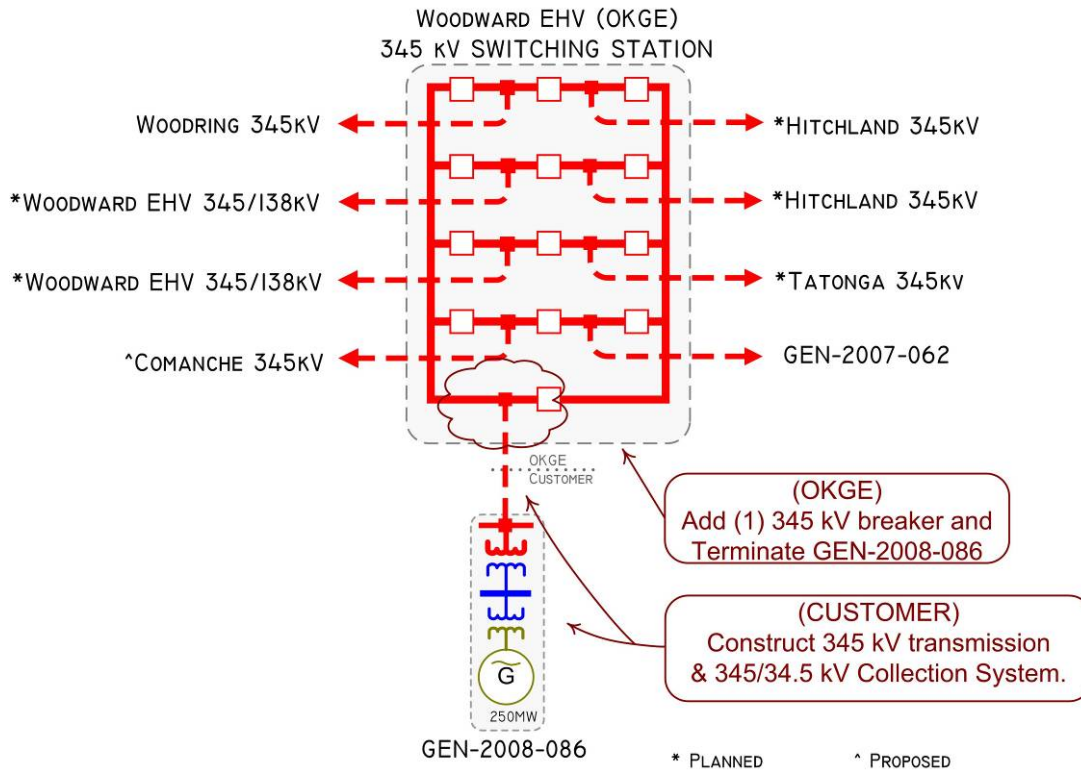 WOODWARD EHV (OKGE)
345 KV SWITCHING STATION
WOODRING 345KV
*HITCHLAND 345KV
*WOODWARD EHV 345/138KV
*HITCHLAND 345KV
*WOODWARD EHV 345/138KV
*TATONGA 345KV
^COMANCHE 345KV
GEN-2007-062
OKGE
CUSTOMER
(OKGE)
Add (1) 345 kV breaker and
Terminate GEN-2008-086
(CUSTOMER)
Construct 345 kV transmission
& 345/34.5 kV Collection System.
G
250MW
GEN-2008-086
* PLANNED ^ PROPOSED